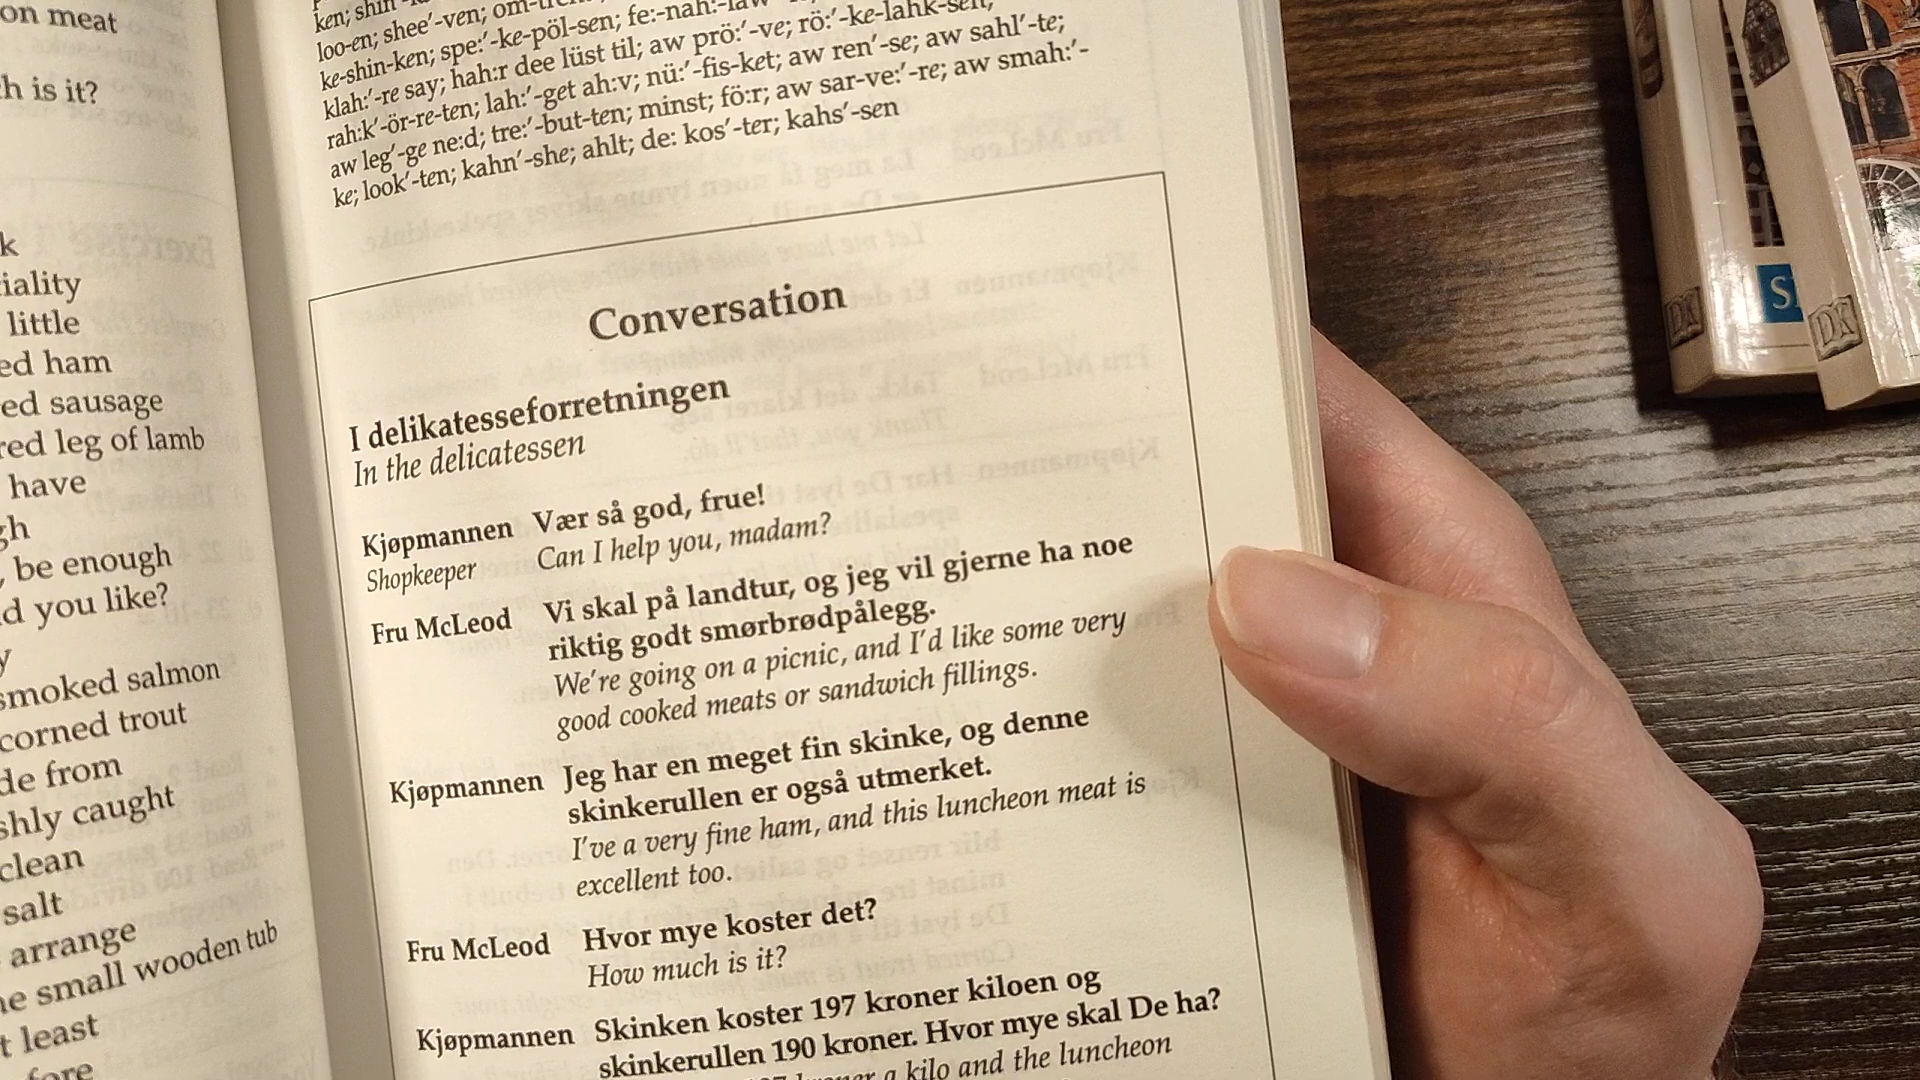 on meat
h is it?
k
iality
little
ed ham
ed sausage
red leg of lamb
have
gh
, be enough
d you like?
y
smoked salmon
corned trout
de from
shly caught
clean
salt
arrange
ne small wooden tub
t least
fore
ken; shin
loo-en; shee′-ven;
ke-shin-ken; spe:′-ke-pöl-sen; fe:-nah:-law
klah:′-re say; hah:r dee lüst til; aw prö:′-ve; rö:′-ke-lahk-sen;
rah:k′-ör-re-ten; lah:′-get ah:v; nü:′-fis-ket; aw ren′-se; aw sahl′-te;
aw leg′-ge ne:d; tre:′-but-ten; minst; fö:r; aw sar-ve:′-re; aw smah:′-
ke; look′-ten; kahn′-she; ahlt; de: kos′-ter; kahs′-sen
Conversation
I delikatesseforretningen
In the delicatessen
Kjøpmannen Vær så god, frue!
Shopkeeper Can I help you, madam?
Fru McLeod Vi skal på landtur, og jeg vil gjerne ha noe
riktig godt smørbrødpålegg.
We're going on a picnic, and I'd like some very
good cooked meats or sandwich fillings.
Kjøpmannen Jeg har en meget fin skinke, og denne
skinkerullen er også utmerket.
I've a very fine ham, and this luncheon meat is
excellent too.
Fru McLeod Hvor mye koster det?
How much is it?
Kjøpmannen Skinken koster 197 kroner kiloen og
skinkerullen 190 kroner. Hvor mye skal De ha?
kroner a kilo and the luncheon
DK
S
DK